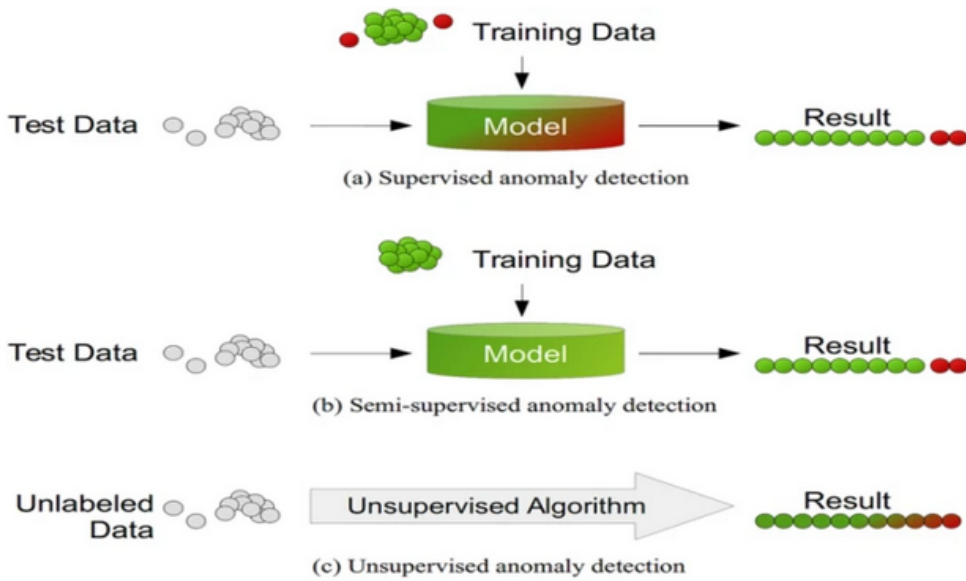 Training Data
Test Data
Model
Result
(a) Supervised anomaly detection
Training Data
Test Data
Model
Result
(b) Semi-supervised anomaly detection
Unlabeled
Data
Unsupervised Algorithm
Result
(c) Unsupervised anomaly detection